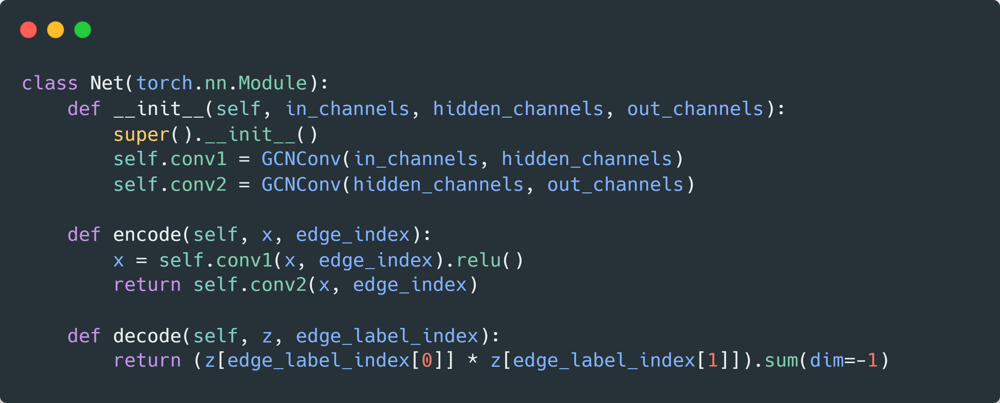 class Net(torch.nn.Module):
    def __init__(self, in_channels, hidden_channels, out_channels):
        super().__init__()
        self.conv1 = GCNConv(in_channels, hidden_channels)
        self.conv2 = GCNConv(hidden_channels, out_channels)

    def encode(self, x, edge_index):
        x = self.conv1(x, edge_index).relu()
        return self.conv2(x, edge_index)

    def decode(self, z, edge_label_index):
        return (z[edge_label_index[0]] * z[edge_label_index[1]]).sum(dim=-1)